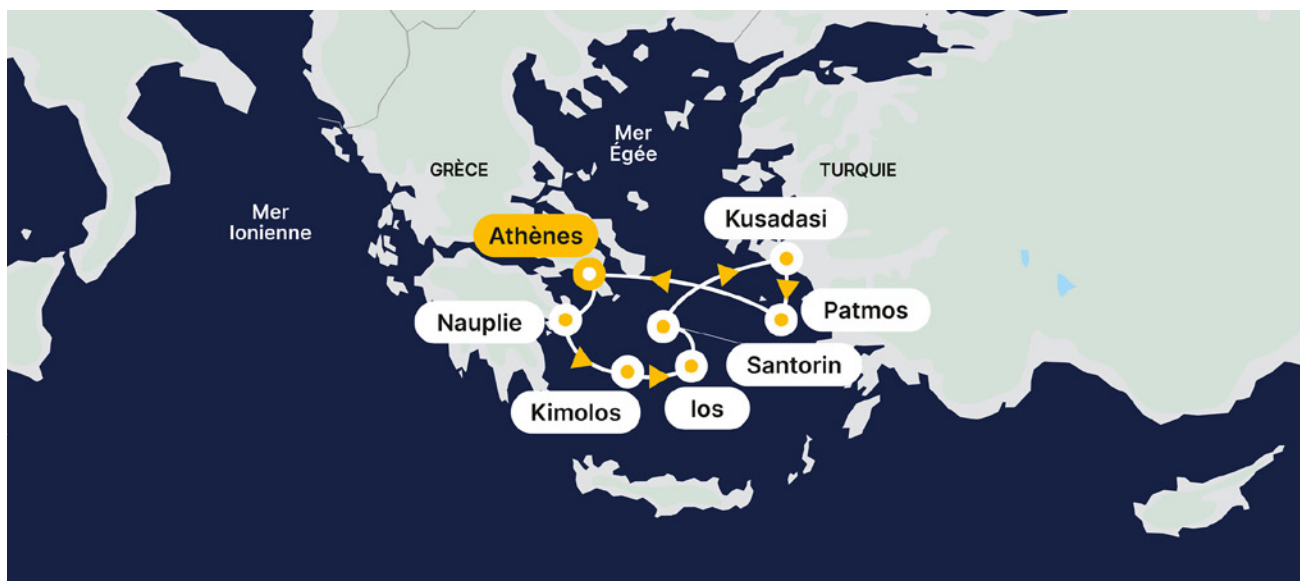 Mer
Égée
GRÈCE
TURQUIE
Mer
Ionienne
Kusadasi
Athènes
Patmos
Nauplie
Santorin
Kimolos
Ios